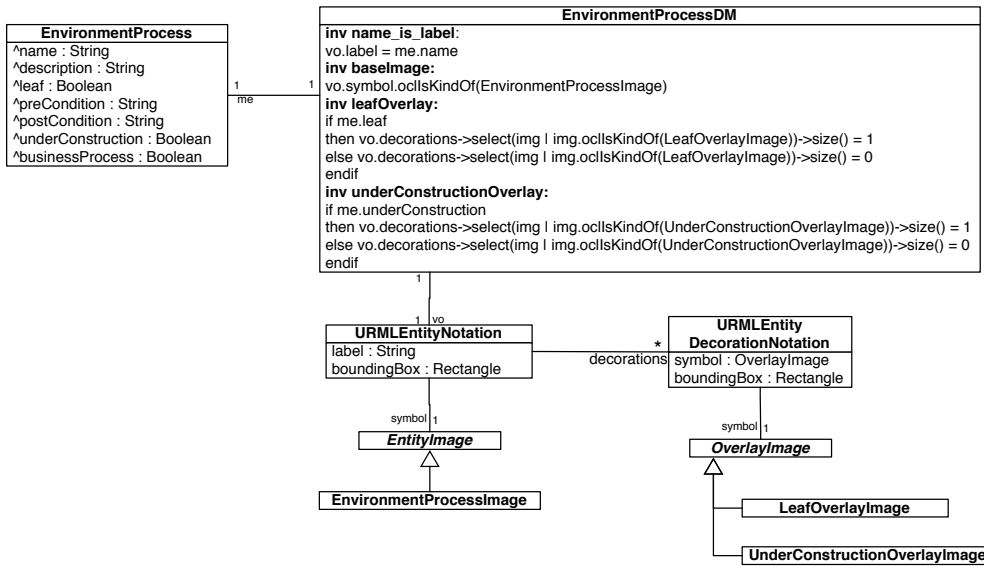 EnvironmentProcess
^name : String
^description : String
^leaf : Boolean
^preCondition : String
^postCondition : String
^underConstruction : Boolean
^businessProcess : Boolean
1
me
1
EnvironmentProcessDM
inv name_is_label:
vo.label = me.name
inv baseImage:
vo.symbol.oclIsKindOf(EnvironmentProcessImage)
inv leafOverlay:
if me.leaf
then vo.decorations->select(img | img.oclIsKindOf(LeafOverlayImage))->size() = 1
else vo.decorations->select(img | img.oclIsKindOf(LeafOverlayImage))->size() = 0
endif
inv underConstructionOverlay:
if me.underConstruction
then vo.decorations->select(img | img.oclIsKindOf(UnderConstructionOverlayImage))->size() = 1
else vo.decorations->select(img | img.oclIsKindOf(UnderConstructionOverlayImage))->size() = 0
endif
1
1 vo
URMLEntityNotation
label : String
boundingBox : Rectangle
*
decorations
URMLEntity
DecorationNotation
symbol : OverlayImage
boundingBox : Rectangle
symbol 1
EntityImage
EnvironmentProcessImage
symbol 1
OverlayImage
LeafOverlayImage
UnderConstructionOverlayImage